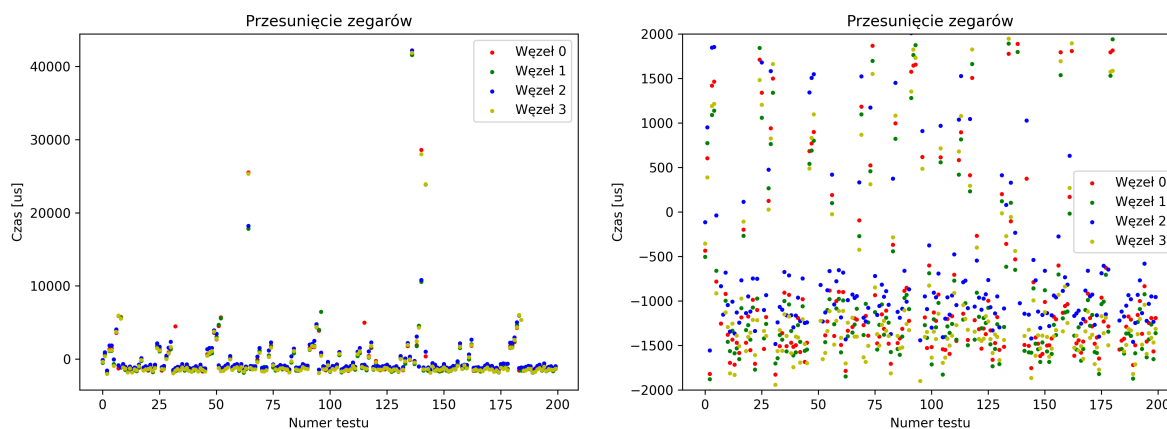 Przesunięcie zegarów
40000
30000
20000
10000
0
Czas [us]
0
25
50
75
100
125
150
175
200
Numer testu
Węzeł 0
Węzeł 1
Węzeł 2
Węzeł 3
Przesunięcie zegarów
2000
1500
1000
500
0
−500
−1000
−1500
−2000
Czas [us]
0
25
50
75
100
125
150
175
200
Numer testu
Węzeł 0
Węzeł 1
Węzeł 2
Węzeł 3